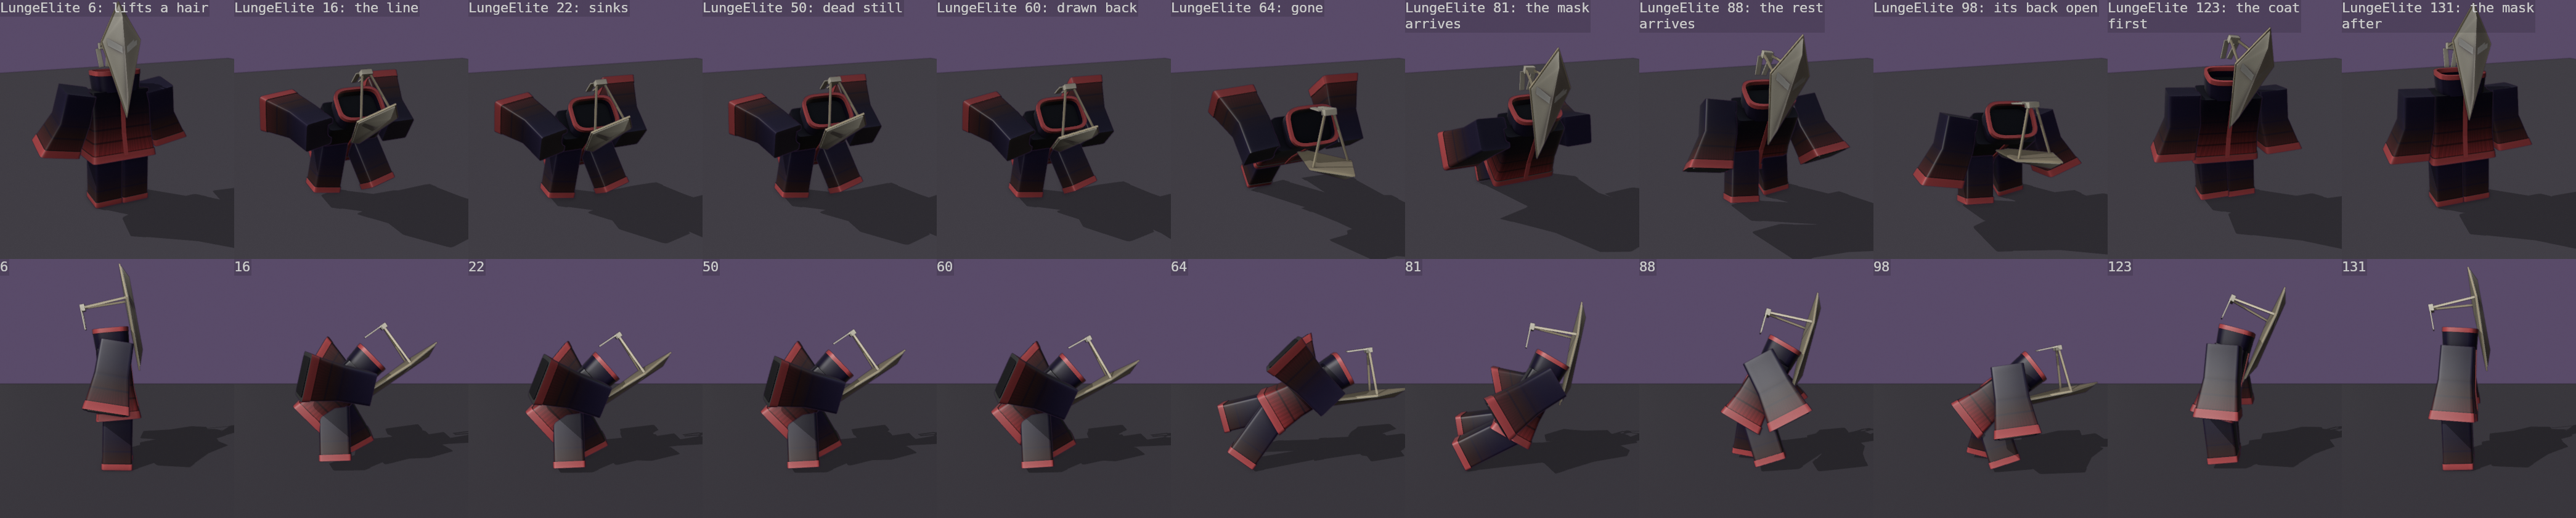 LungeElite 6: lifts a hair
LungeElite 16: the line
LungeElite 22: sinks
LungeElite 50: dead still
LungeElite 60: drawn back
LungeElite 64: gone
LungeElite 81: the mask
arrives
LungeElite 88: the rest
arrives
LungeElite 98: its back open
LungeElite 123: the coat
first
LungeElite 131: the mask
after
6
16
22
50
60
64
81
88
98
123
131